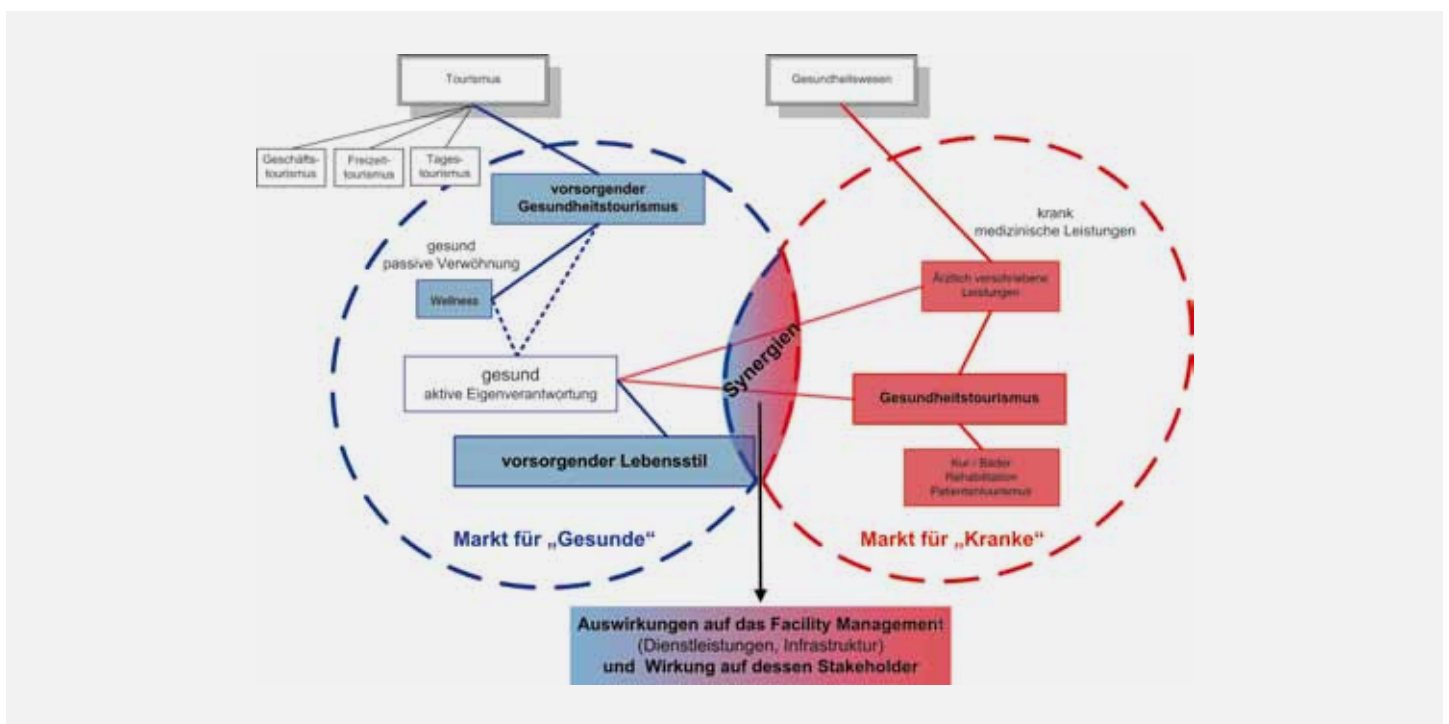 Tourismus
Gesundheitswesen
Geschäfts-
tourismus
Freizeit-
tourismus
Tages-
tourismus
vorsorgender
Gesundheitstourismus
krank
medizinische Leistungen
gesund
passive Verwöhnung
Wellness
Ärztlich verschriebene
Leistungen
Synergien
gesund
aktive Eigenverantwortung
Gesundheitstourismus
vorsorgender Lebensstil
Kur / Bäder
Rehabilitation
Patiententourismus
Markt für „Gesunde“
Markt für „Kranke“
Auswirkungen auf das Facility Management
(Dienstleistungen, Infrastruktur)
und Wirkung auf dessen Stakeholder